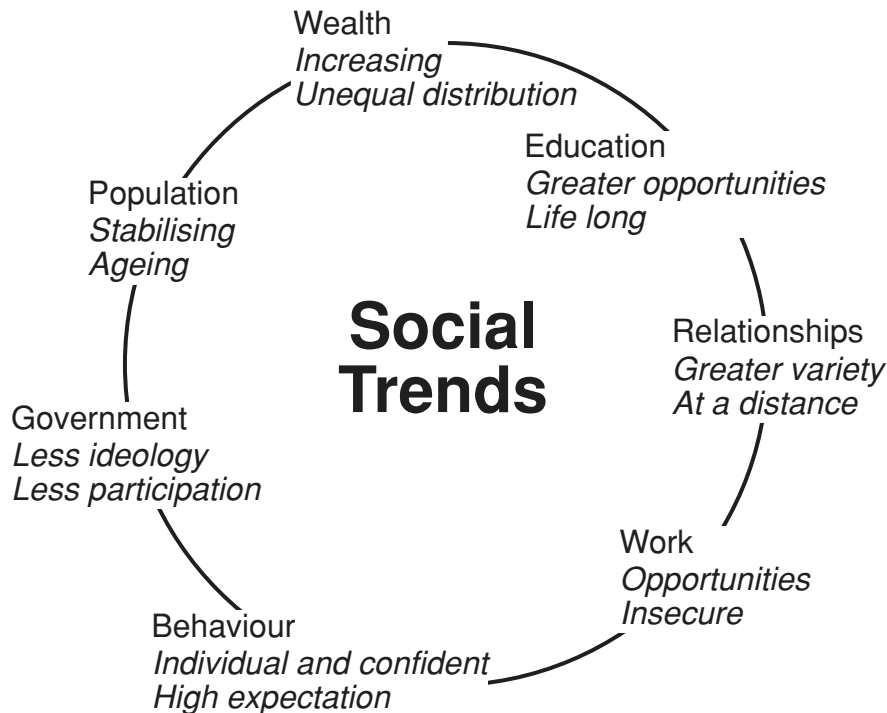 Wealth
Increasing
Unequal distribution
Education
Greater opportunities
Life long
Relationships
Greater variety
At a distance
Work
Opportunities
Insecure
Behaviour
Individual and confident
High expectation
Government
Less ideology
Less participation
Population
Stabilising
Ageing
Social
Trends